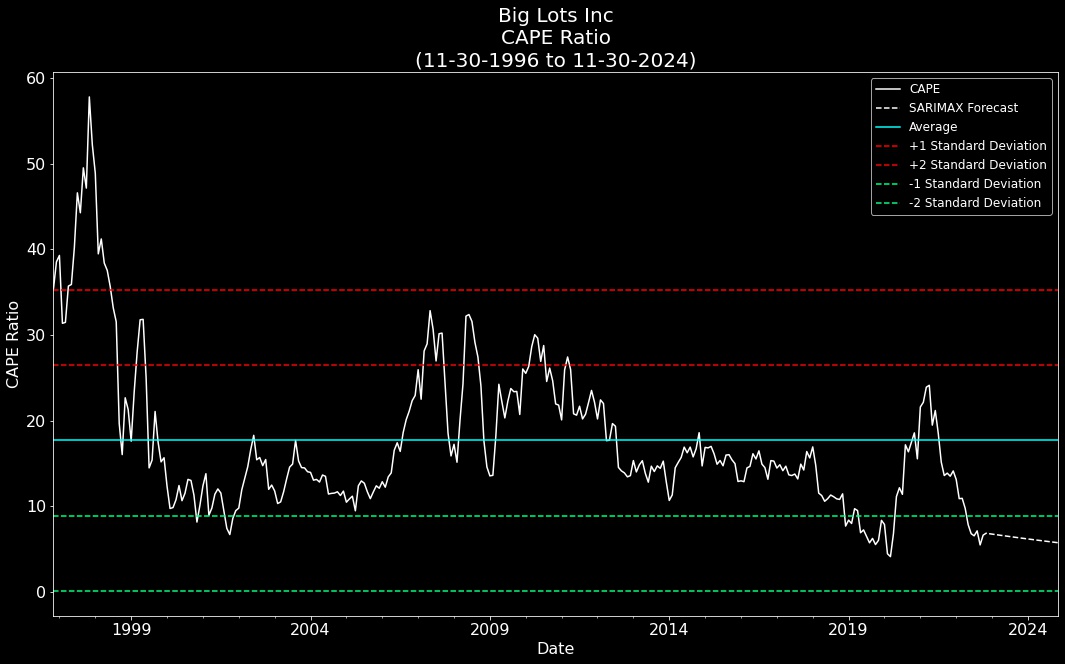 Big Lots Inc
CAPE Ratio
(11-30-1996 to 11-30-2024)
60
50
40
30
20
10
0
CAPE Ratio
CAPE
SARIMAX Forecast
Average
+1 Standard Deviation
+2 Standard Deviation
-1 Standard Deviation
-2 Standard Deviation
1999 2004 2009 2014 2019 2024
Date